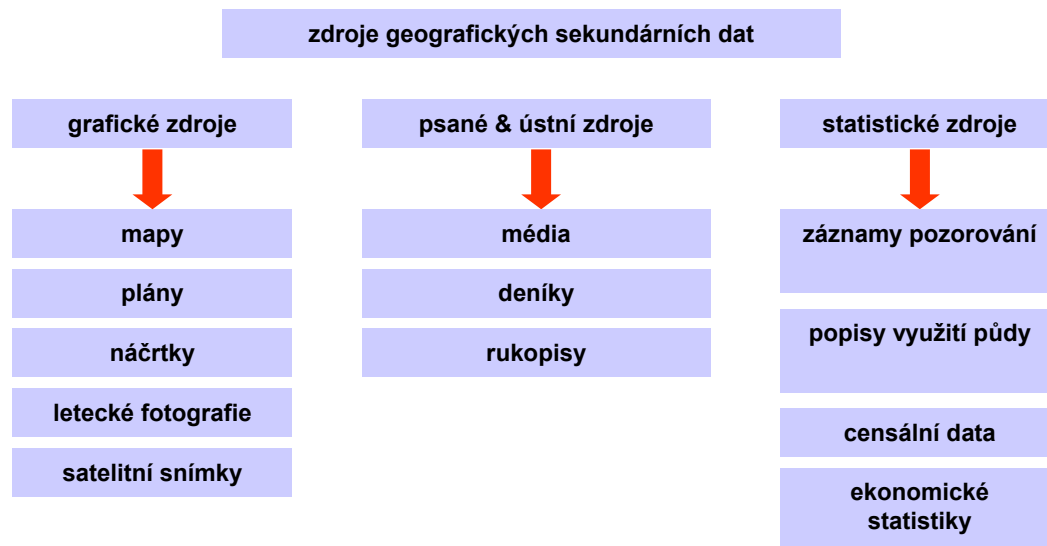 zdroje geografických sekundárních dat
grafické zdroje
mapy
plány
náčrtky
letecké fotografie
satelitní snímky
psané & ústní zdroje
média
deníky
rukopisy
statistické zdroje
záznamy pozorování
popisy využití půdy
censální data
ekonomické
statistiky